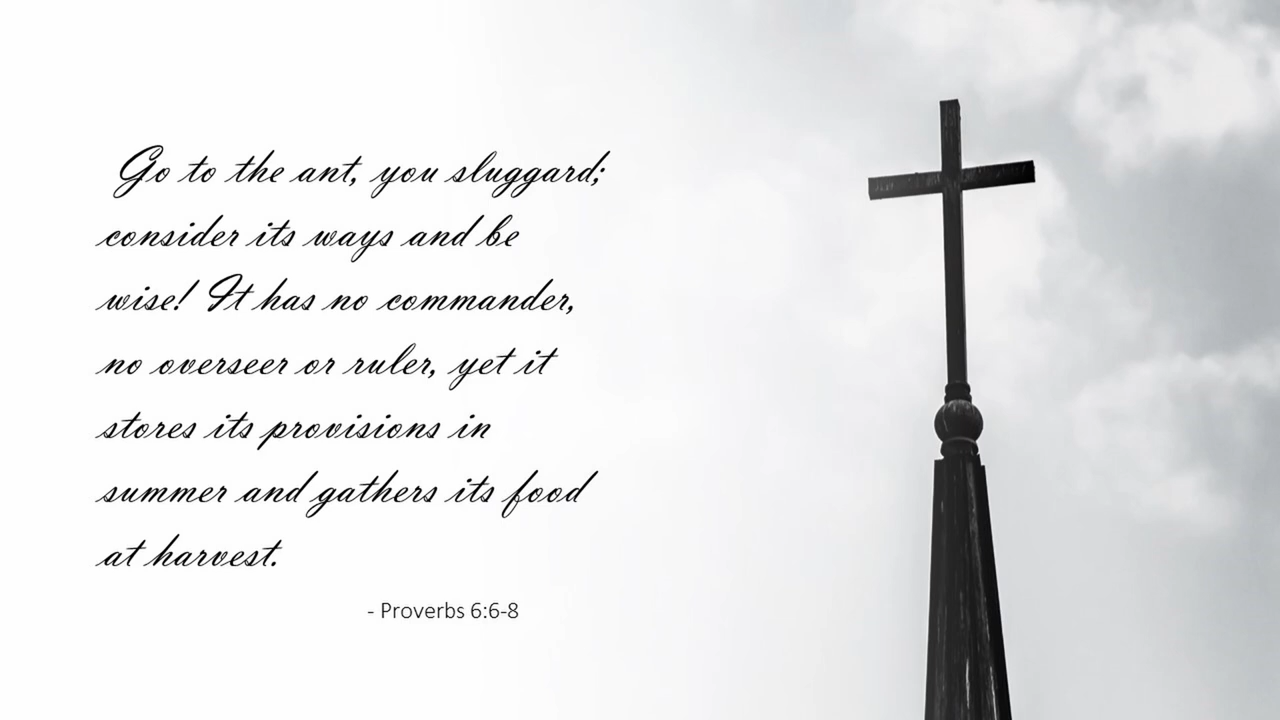 Go to the ant, you sluggard;
consider its ways and be
wise! It has no commander,
no overseer or ruler, yet it
stores its provisions in
summer and gathers its food
at harvest.
- Proverbs 6:6-8